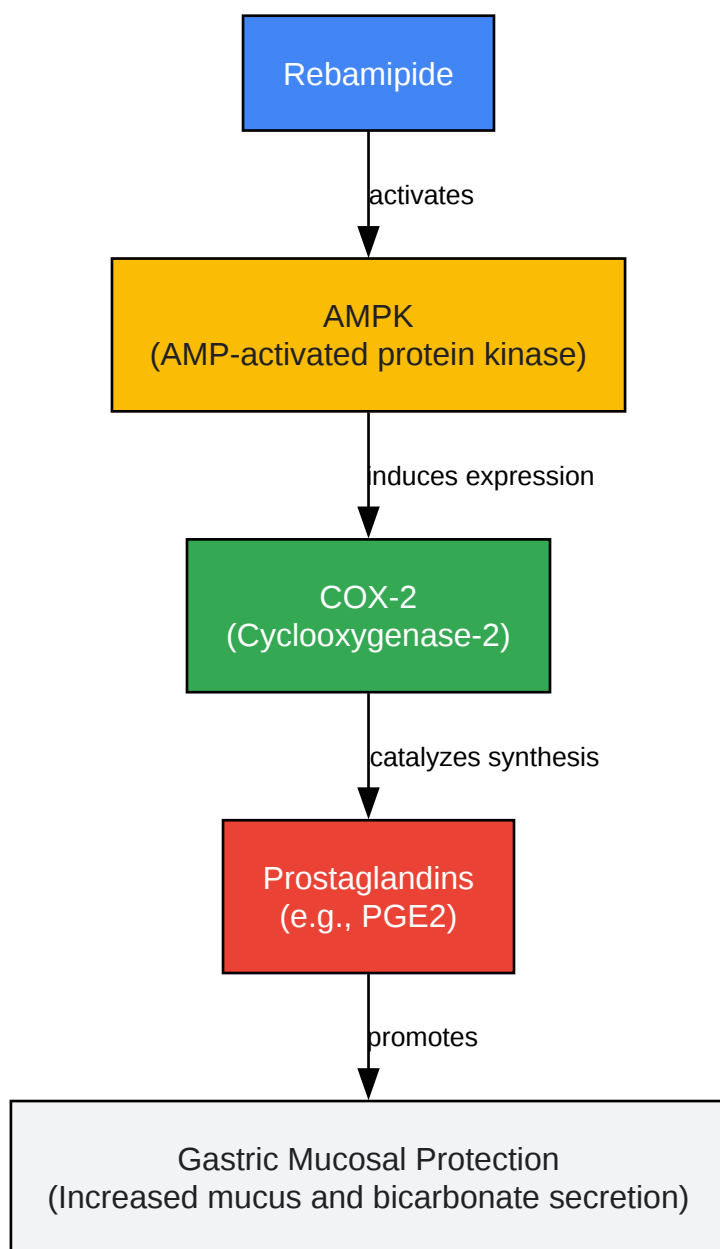 Rebamipide
activates
AMPK
(AMP-activated protein kinase)
induces expression
COX-2
(Cyclooxygenase-2)
catalyzes synthesis
Prostaglandins
(e.g., PGE2)
promotes
Gastric Mucosal Protection
(Increased mucus and bicarbonate secretion)